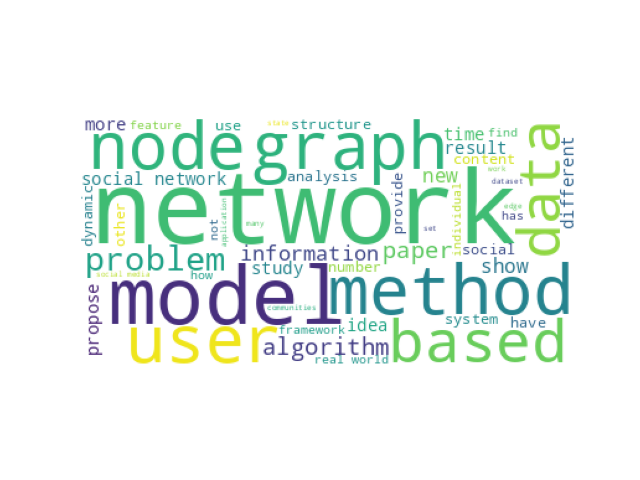 more
feature
use
state
structure
node
graph
time
find
result
data
different
social network
analysis
content
work
new
dataset
network
dynamic
other
not
application
many
provide
set
individual
edge
has
problem
information
paper
social
social media
how
study
number
show
propose
model
communities
method
user
framework
idea
system
have
algorithm
real world
based